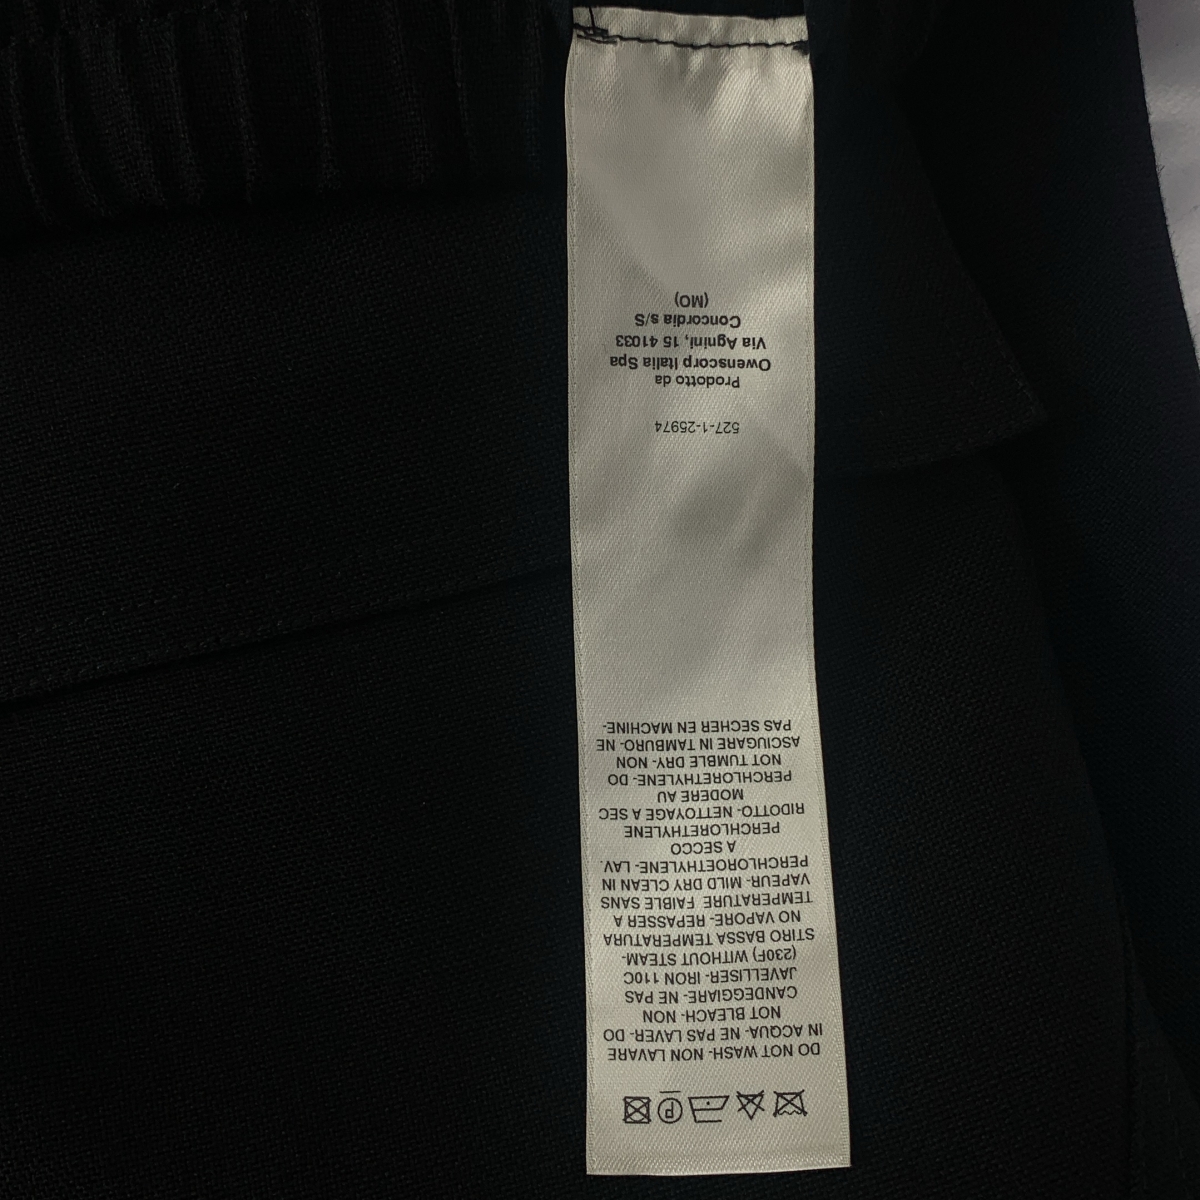 DO NOT WASH- NON LAVARE
IN ACQUA- NE PAS LAVER- DO
NOT BLEACH- NON
CANDEGGIARE- NE PAS
JAVELLISER- IRON 110C
(230F) WITHOUT STEAM-
STIRO BASSA TEMPERATURA
NO VAPORE- REPASSER A
TEMPERATURE FAIBLE SANS
VAPEUR- MILD DRY CLEAN IN
PERCHLOROETHYLENE- LAV.
A SECCO
PERCHLORETHYLENE
RIDOTTO- NETTOYAGE A SEC
MODERE AU
PERCHLORETHYLENE- DO
NOT TUMBLE DRY- NON
ASCIUGARE IN TAMBURO- NE
PAS SECHER EN MACHINE-
527-1-25974
Prodotto da
Owenscorp Italia Spa
Via Agnini, 15 41033
Concordia s/S
(MO)